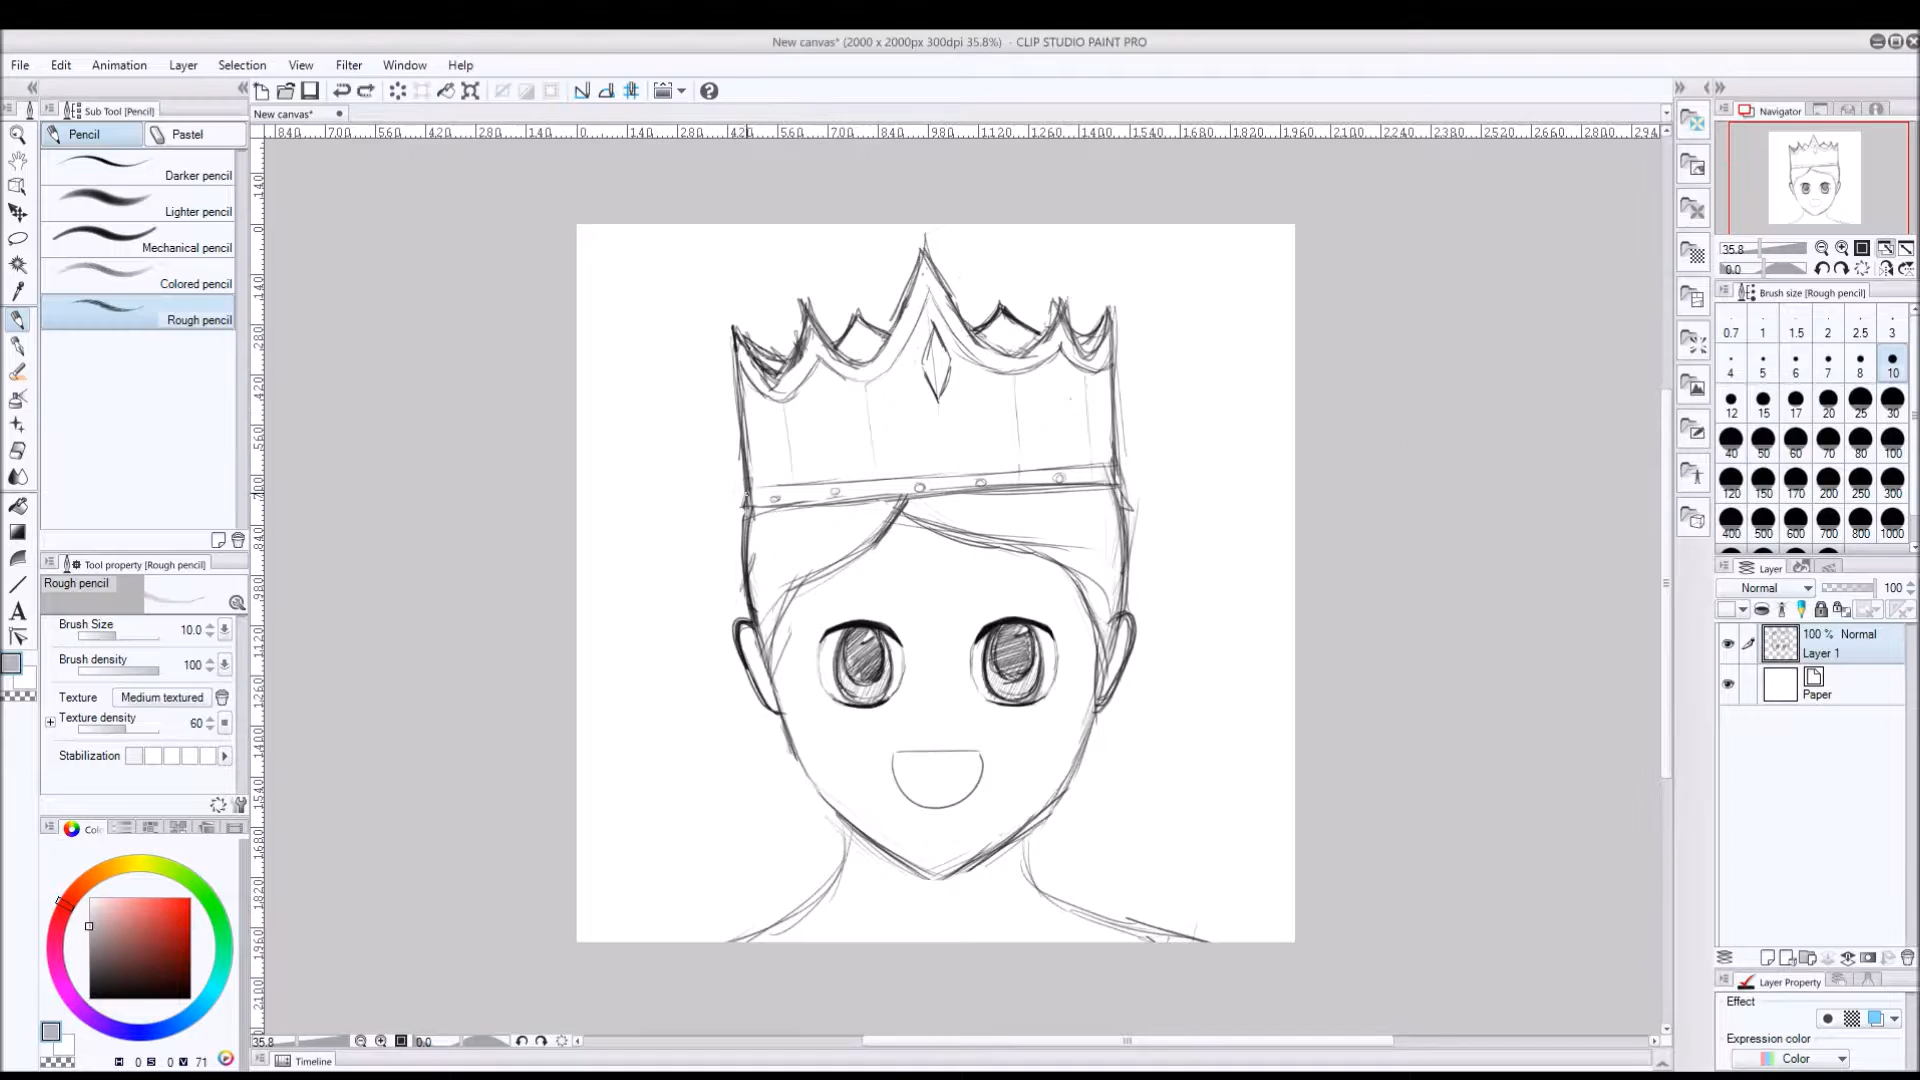 New canvas* (2000 x 2000px 300dpi 35.8%) - CLIP STUDIO PAINT PRO
File Edit Animation Layer Selection View Filter Window Help
Sub Tool [Pencil]
Pencil Pastel
Darker pencil
Lighter pencil
Mechanical pencil
Colored pencil
Rough pencil
New canvas*
Tool property [Rough pencil]
Rough pencil
Brush Size 10.0
Brush density 100
Texture Medium textured
Texture density 60
Stabilization
H 0 S 0 V 71
35.8 0.0
Timeline
Navigator
35.8
0.0
Brush size [Rough pencil]
0.7 1 1.5 2 2.5 3
4 5 6 7 8 10
12 15 17 20 25 30
40 50 60 70 80 100
120 150 170 200 250 300
400 500 600 700 800 1000
Layer
Normal 100
100 % Normal
Layer 1
Paper
Layer Property
Effect
Expression color
Color